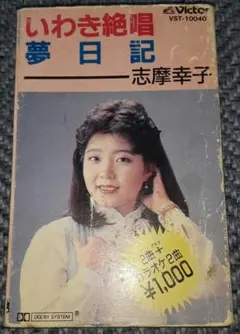 Victor
VST-10040
いわき絶唱
夢日記
志摩幸子
2曲+
カラオケ2曲
¥1,000
DOLBY SYSTEM